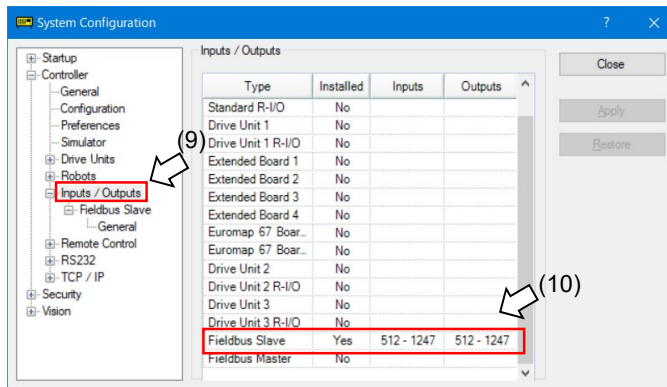 System Configuration
?
Startup
Controller
General
Configuration
Preferences
Simulator
Drive Units
Robots
Inputs / Outputs
Fieldbus Slave
General
Remote Control
RS232
TCP / IP
Security
Vision
(9)
Inputs / Outputs
Type Installed Inputs Outputs
Standard R-I/O No
Drive Unit 1 No
Drive Unit 1 R-I/O No
Extended Board 1 No
Extended Board 2 No
Extended Board 3 No
Extended Board 4 No
Euromap 67 Boar... No
Euromap 67 Boar... No
Drive Unit 2 No
Drive Unit 2 R-I/O No
Drive Unit 3 No
Drive Unit 3 R-I/O No
Fieldbus Slave Yes 512 - 1247 512 - 1247
Fieldbus Master No
(10)
Close
Apply
Restore